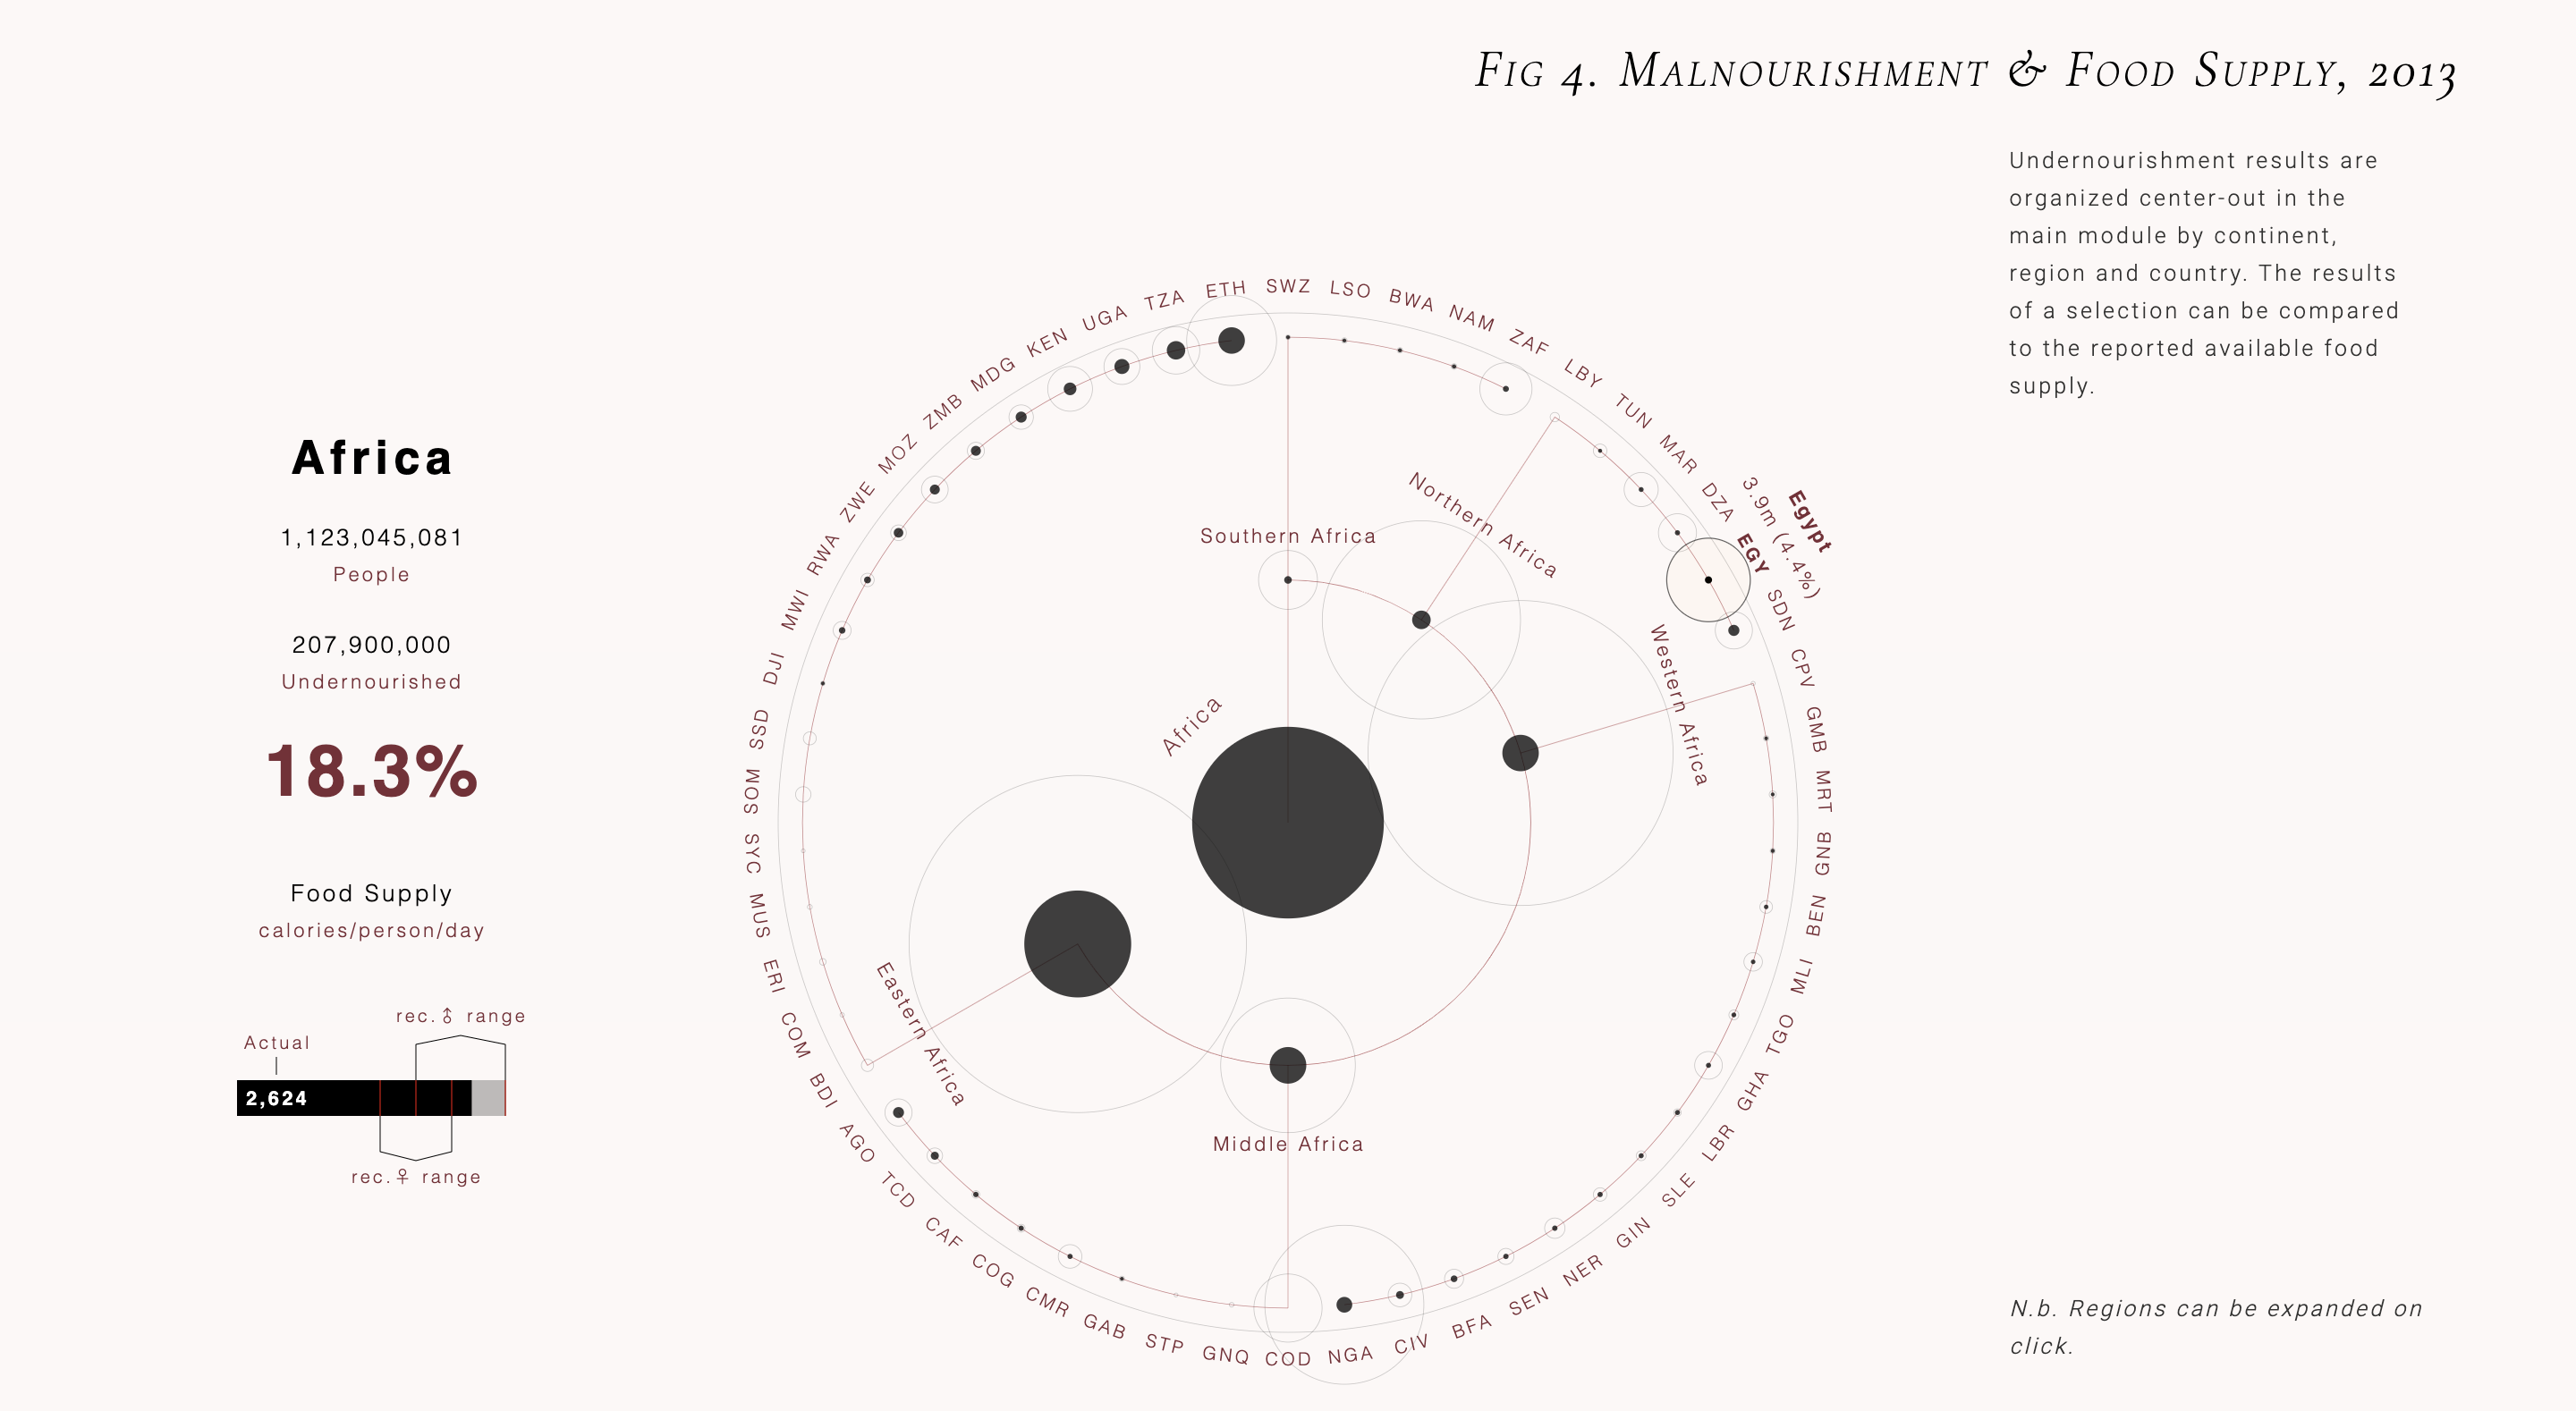 FIG 4. MALNOURISHMENT & FOOD SUPPLY, 2013
Undernourishment results are
organized center-out in the
main module by continent,
region and country. The results
of a selection can be compared
to the reported available food
supply.
Africa
1,123,045,081
People
207,900,000
Undernourished
18.3%
Food Supply
calories/person/day
rec.♂ range
Actual
2,624
rec.♀ range
SWZ
LSO
BWA
NAM
ZAF
LBY
TUN
MAR
DZA
EGY
Egypt
3.9m (4.4%)
SDN
CPV
GMB
MRT
GNB
BEN
MLI
TGO
GHA
LBR
SLE
GIN
NER
SEN
BFA
CIV
NGA
COD
GNQ
STP
GAB
CMR
COG
CAF
TCD
AGO
BDI
COM
ERI
MUS
SYC
SOM
SSD
DJI
MWI
RWA
ZWE
MOZ
ZMB
MDG
KEN
UGA
TZA
ETH
Southern Africa
Northern Africa
Western Africa
Africa
Eastern Africa
Middle Africa
N.b. Regions can be expanded on
click.